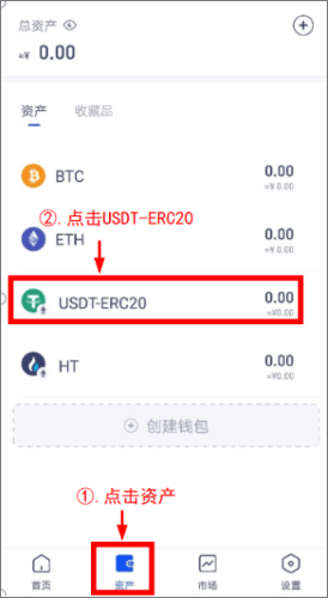 总资产
≈¥ 0.00
资产 收藏品
BTC 0.00
≈¥0.00
②. 点击USDT-ERC20
ETH 0.00
≈¥0.00
USDT-ERC20 0.00
≈¥0.00
HT 0.00
≈¥0.00
创建钱包
①. 点击资产
首页 资产 市场 设置